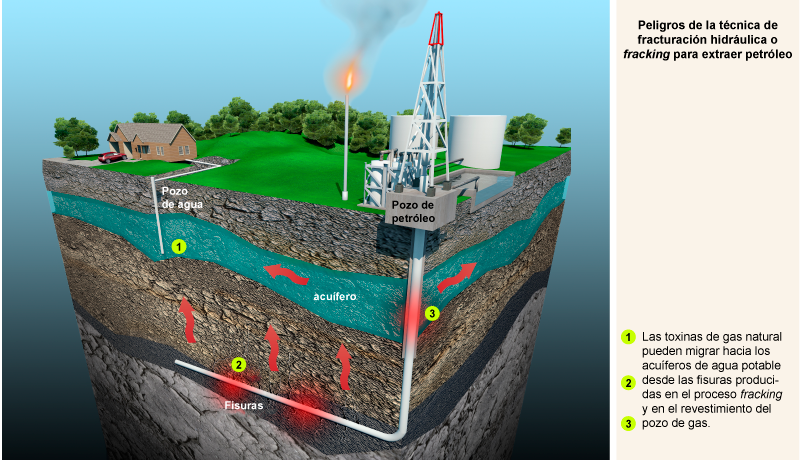 Peligros de la técnica de
fracturación hidráulica o
fracking para extraer petróleo
Pozo
de agua
Pozo de
petróleo
1
acuífero
3
2
Fisuras
1 Las toxinas de gas natural
pueden migrar hacia los
acuíferos de agua potable
2 desde las fisuras produci-
das en el proceso fracking
y en el revestimiento del
3 pozo de gas.